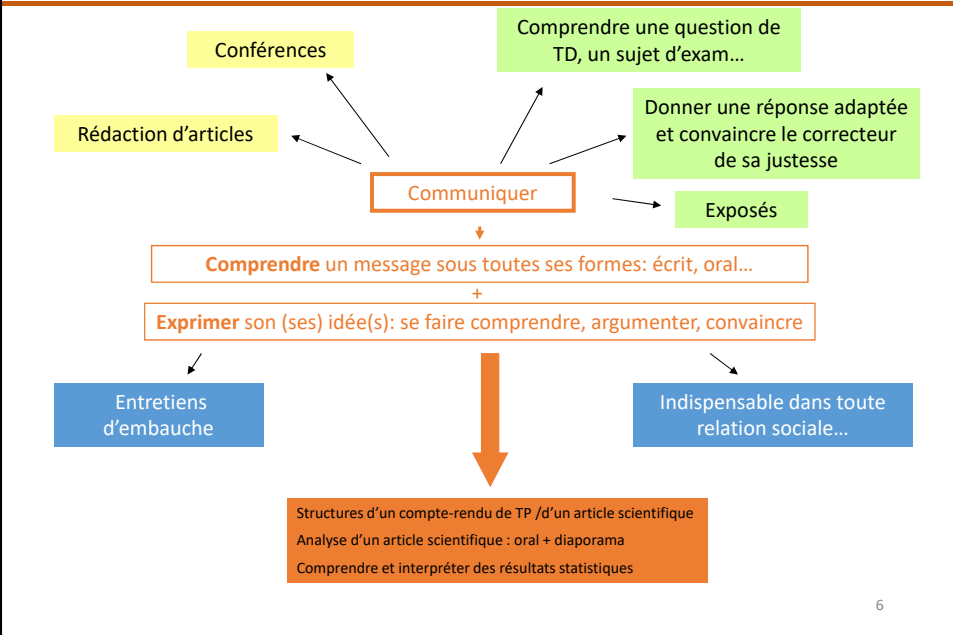 Conférences
Comprendre une question de
TD, un sujet d'exam…
Rédaction d'articles
Donner une réponse adaptée
et convaincre le correcteur
de sa justesse
Communiquer
Exposés
Comprendre un message sous toutes ses formes: écrit, oral…
+
Exprimer son (ses) idée(s): se faire comprendre, argumenter, convaincre
Entretiens
d'embauche
Indispensable dans toute
relation sociale…
Structures d'un compte-rendu de TP /d'un article scientifique
Analyse d'un article scientifique : oral + diaporama
Comprendre et interpréter des résultats statistiques
6